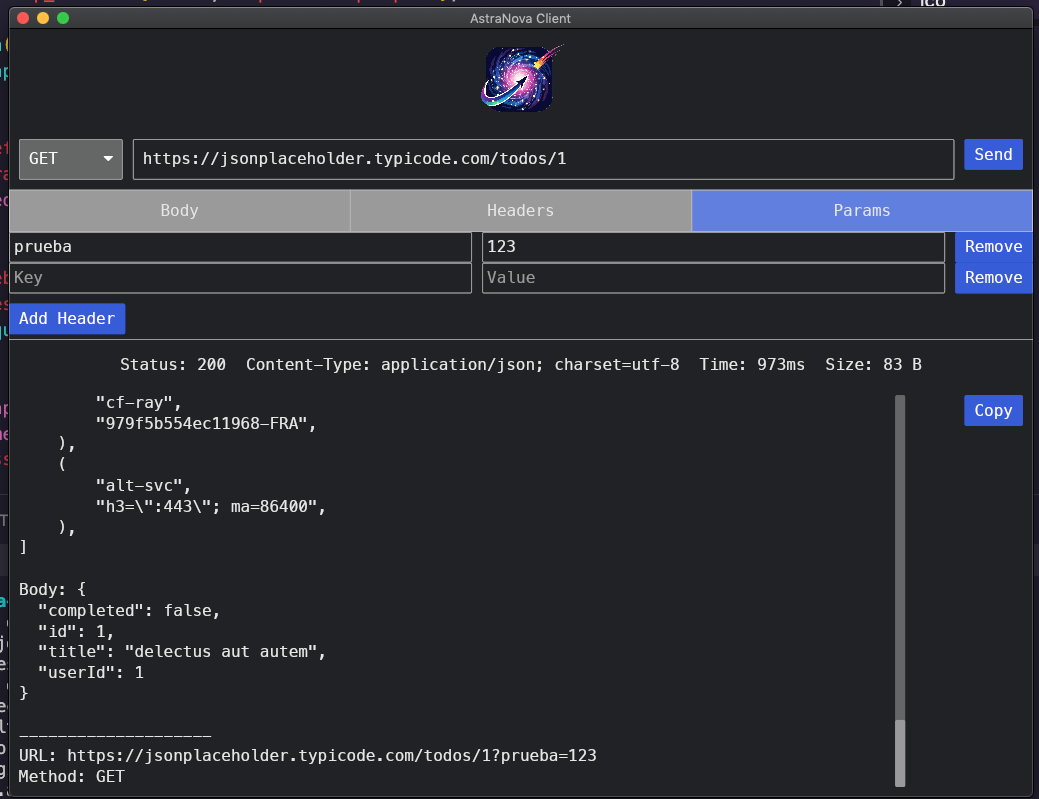 AstraNova Client
GET https://jsonplaceholder.typicode.com/todos/1 Send
Body Headers Params
prueba 123 Remove
Key Value Remove
Add Header
Status: 200 Content-Type: application/json; charset=utf-8 Time: 973ms Size: 83 B
Copy
"cf-ray",
"979f5b554ec11968-FRA",
),
(
"alt-svc",
"h3=\":443\"; ma=86400",
),
]
Body: {
"completed": false,
"id": 1,
"title": "delectus aut autem",
"userId": 1
}
____________________
URL: https://jsonplaceholder.typicode.com/todos/1?prueba=123
Method: GET